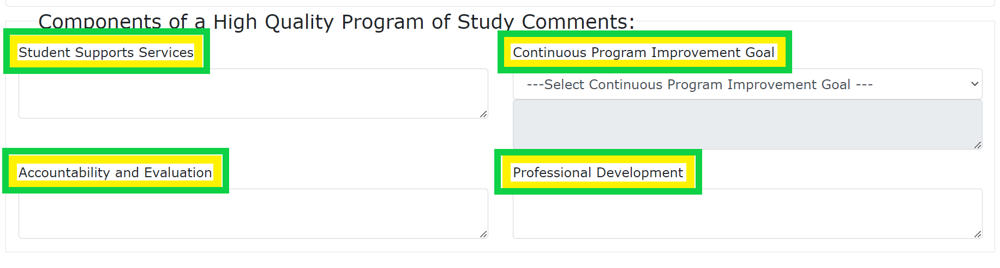 Components of a High Quality Program of Study Comments:
Student Supports Services
Continuous Program Improvement Goal
---Select Continuous Program Improvement Goal ---
Accountability and Evaluation
Professional Development